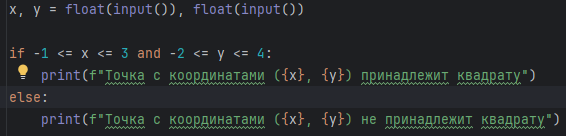 x, y = float(input()), float(input())
if -1 <= x <= 3 and -2 <= y <= 4:
print(f"Точка с координатами ({x}, {y}) принадлежит квадрату")
else:
print(f"Точка с координатами ({x}, {y}) не принадлежит квадрату")